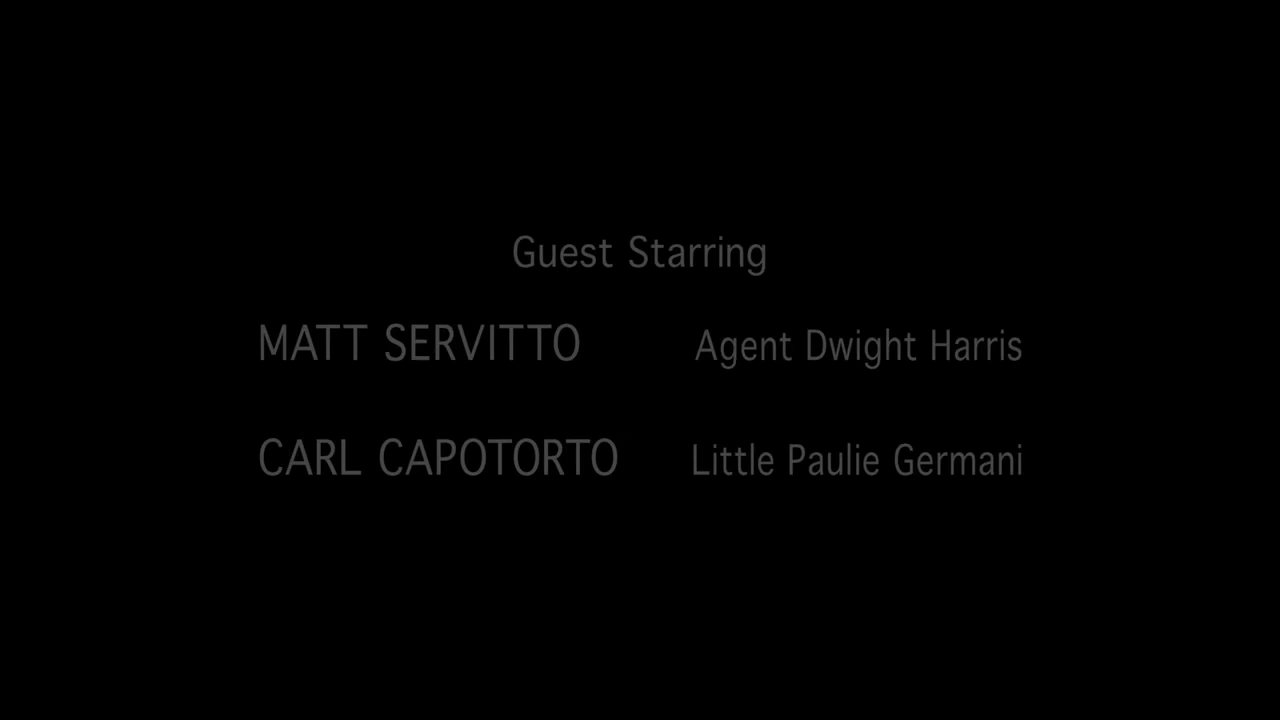 Guest Starring
MATT SERVITTO Agent Dwight Harris
CARL CAPOTORTO Little Paulie Germani